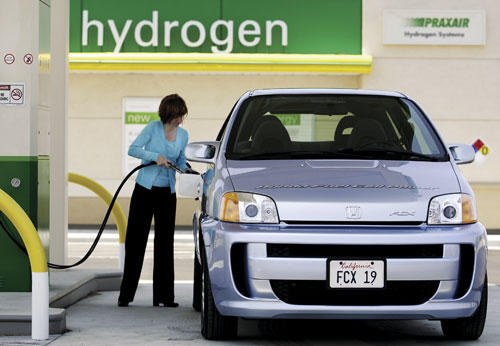 hydrogen
PRAXAIR
Hydrogen Systems
new
FCX
California
FCX 19